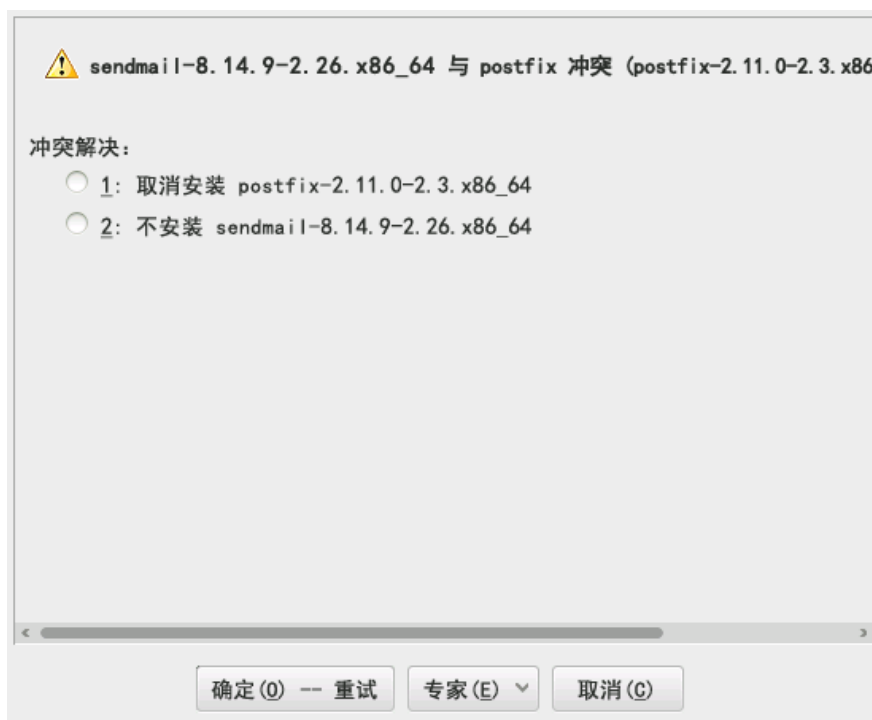 sendmail-8.14.9-2.26.x86_64 与 postfix 冲突 (postfix-2.11.0-2.3.x86
冲突解决:
1: 取消安装 postfix-2.11.0-2.3.x86_64
2: 不安装 sendmail-8.14.9-2.26.x86_64
确定(O) -- 重试 专家(E) 取消(C)